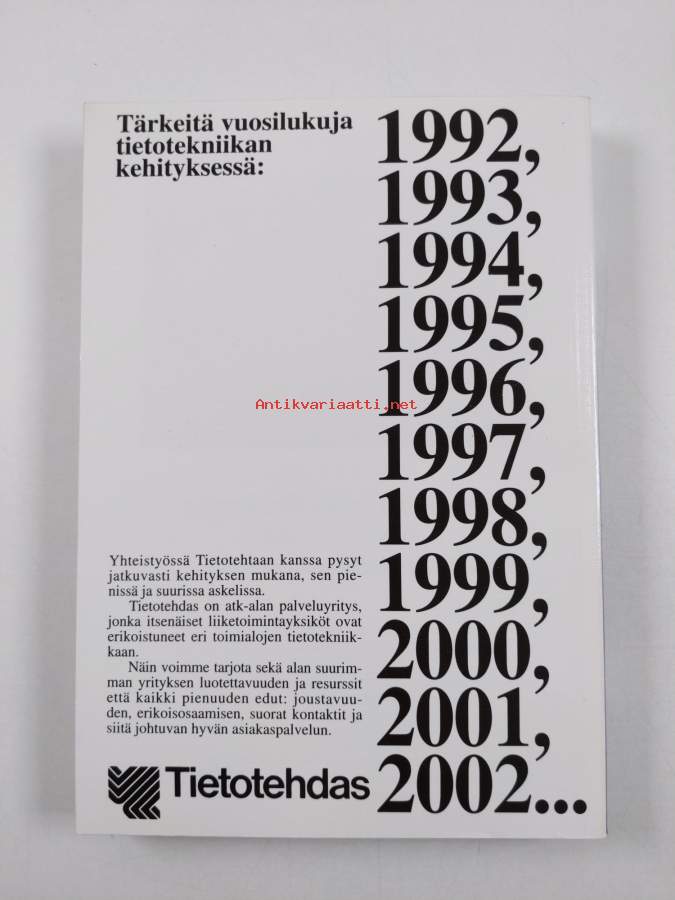 Tärkeitä vuosilukuja
tietotekniikan
kehityksessä:
1992,
1993,
1994,
1995,
1996,
Antikvariaatti.net
1997,
1998,
1999,
2000,
2001,
2002...
Yhteistyössä Tietotehtaan kanssa pysyt
jatkuvasti kehityksen mukana, sen pie-
nissä ja suurissa askelissa.
Tietotehdas on atk-alan palveluyritys,
jonka itsenäiset liiketoimintayksiköt ovat
erikoistuneet eri toimialojen tietotekniik-
kaan.
Näin voimme tarjota sekä alan suurim-
man yrityksen luotettavuuden ja resurssit
että kaikki pienuuden edut: joustavuu-
den, erikoisosaamisen, suorat kontaktit ja
siitä johtuvan hyvän asiakaspalvelun.
Tietotehdas